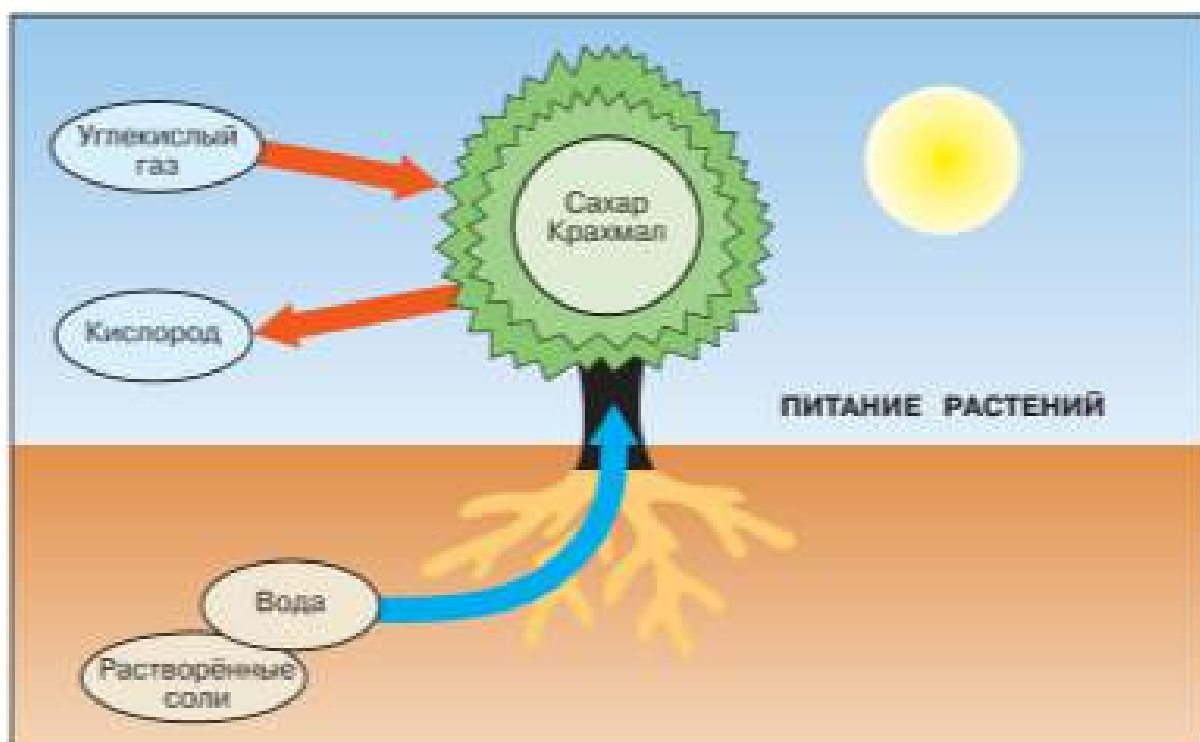 Углекислый
газ
Сахар
Крахмал
Кислород
ПИТАНИЕ РАСТЕНИЙ
Вода
Растворённые
соли